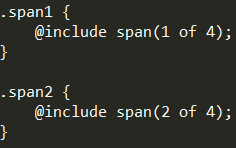 .span1 {
    @include span(1 of 4);
}

.span2 {
    @include span(2 of 4);
}